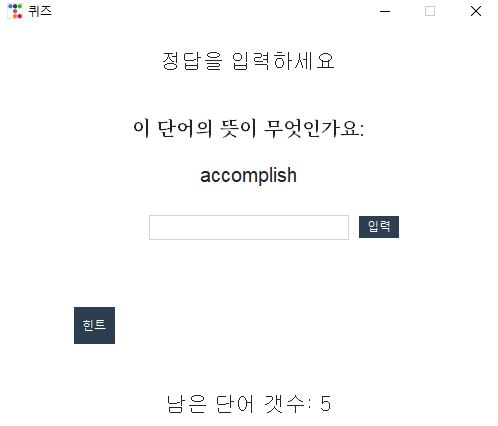 퀴즈
정답을 입력하세요
이 단어의 뜻이 무엇인가요:
accomplish
입력
힌트
남은 단어 갯수: 5